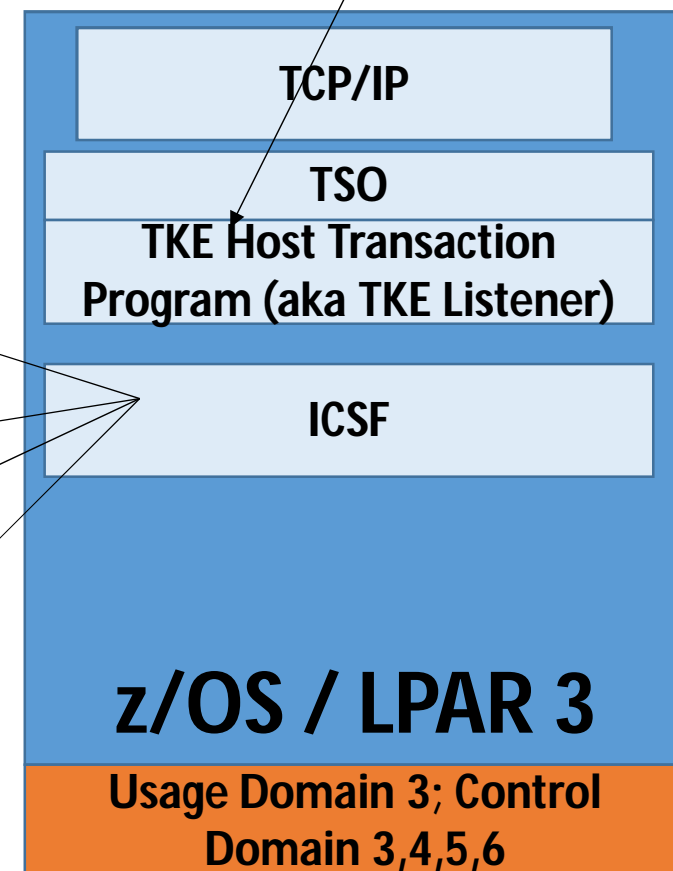 TCP/IP
TSO
TKE Host Transaction
Program (aka TKE Listener)
ICSF
z/OS / LPAR 3
Usage Domain 3; Control
Domain 3,4,5,6